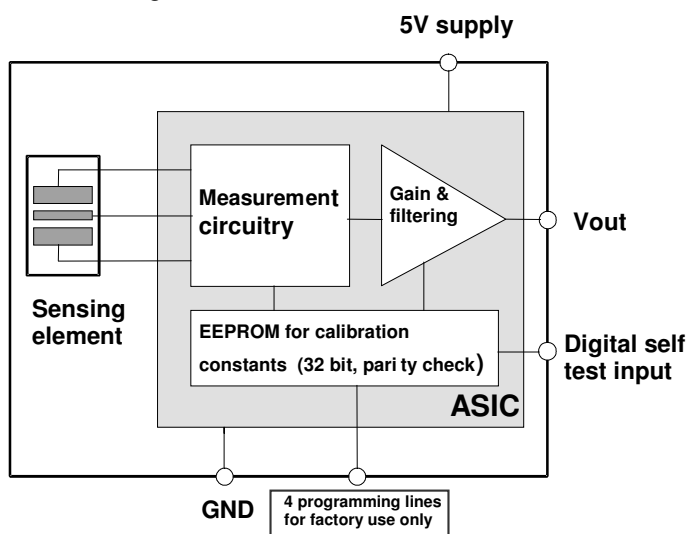 5V supply
Measurement
circuitry
Gain &
filtering
Vout
Sensing
element
EEPROM for calibration
constants (32 bit, pari ty check)
Digital self
test input
ASIC
GND
4 programming lines
for factory use only